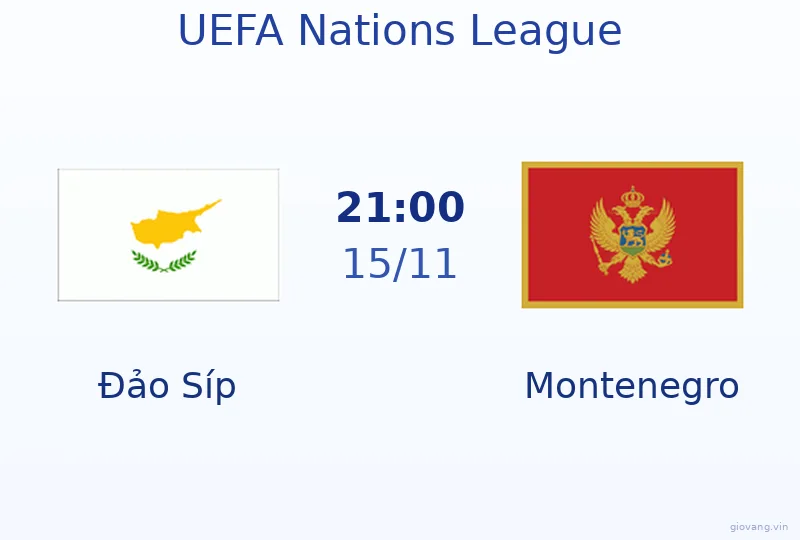 UEFA Nations League
21:00
15/11
Đảo Síp
Montenegro
giovang.vin